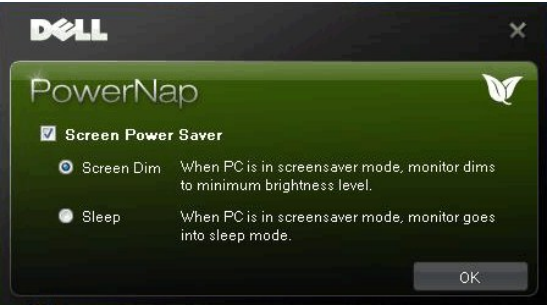 DELL
PowerNap
Screen Power Saver
Screen Dim When PC is in screensaver mode, monitor dims
to minimum brightness level.
Sleep When PC is in screensaver mode, monitor goes
into sleep mode.
OK